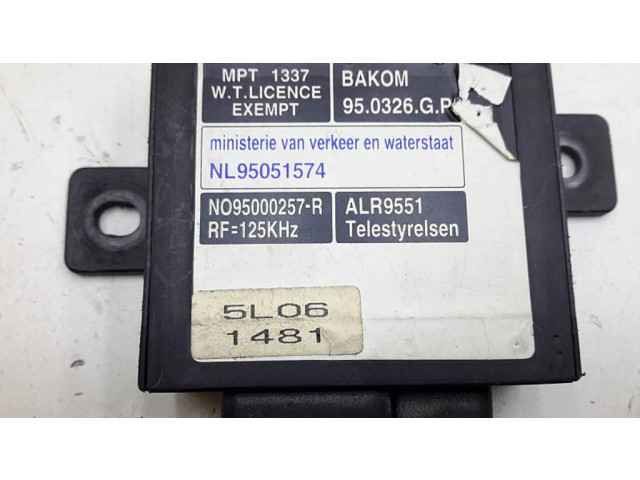 MPT 1337
W.T.LICENCE
EXEMPT
BAKOM
95.0326.G.P
ministerie van verkeer en waterstaat
NL95051574
NO95000257-R
RF=125KHz
ALR9551
Telestyrelsen
5L06
1481